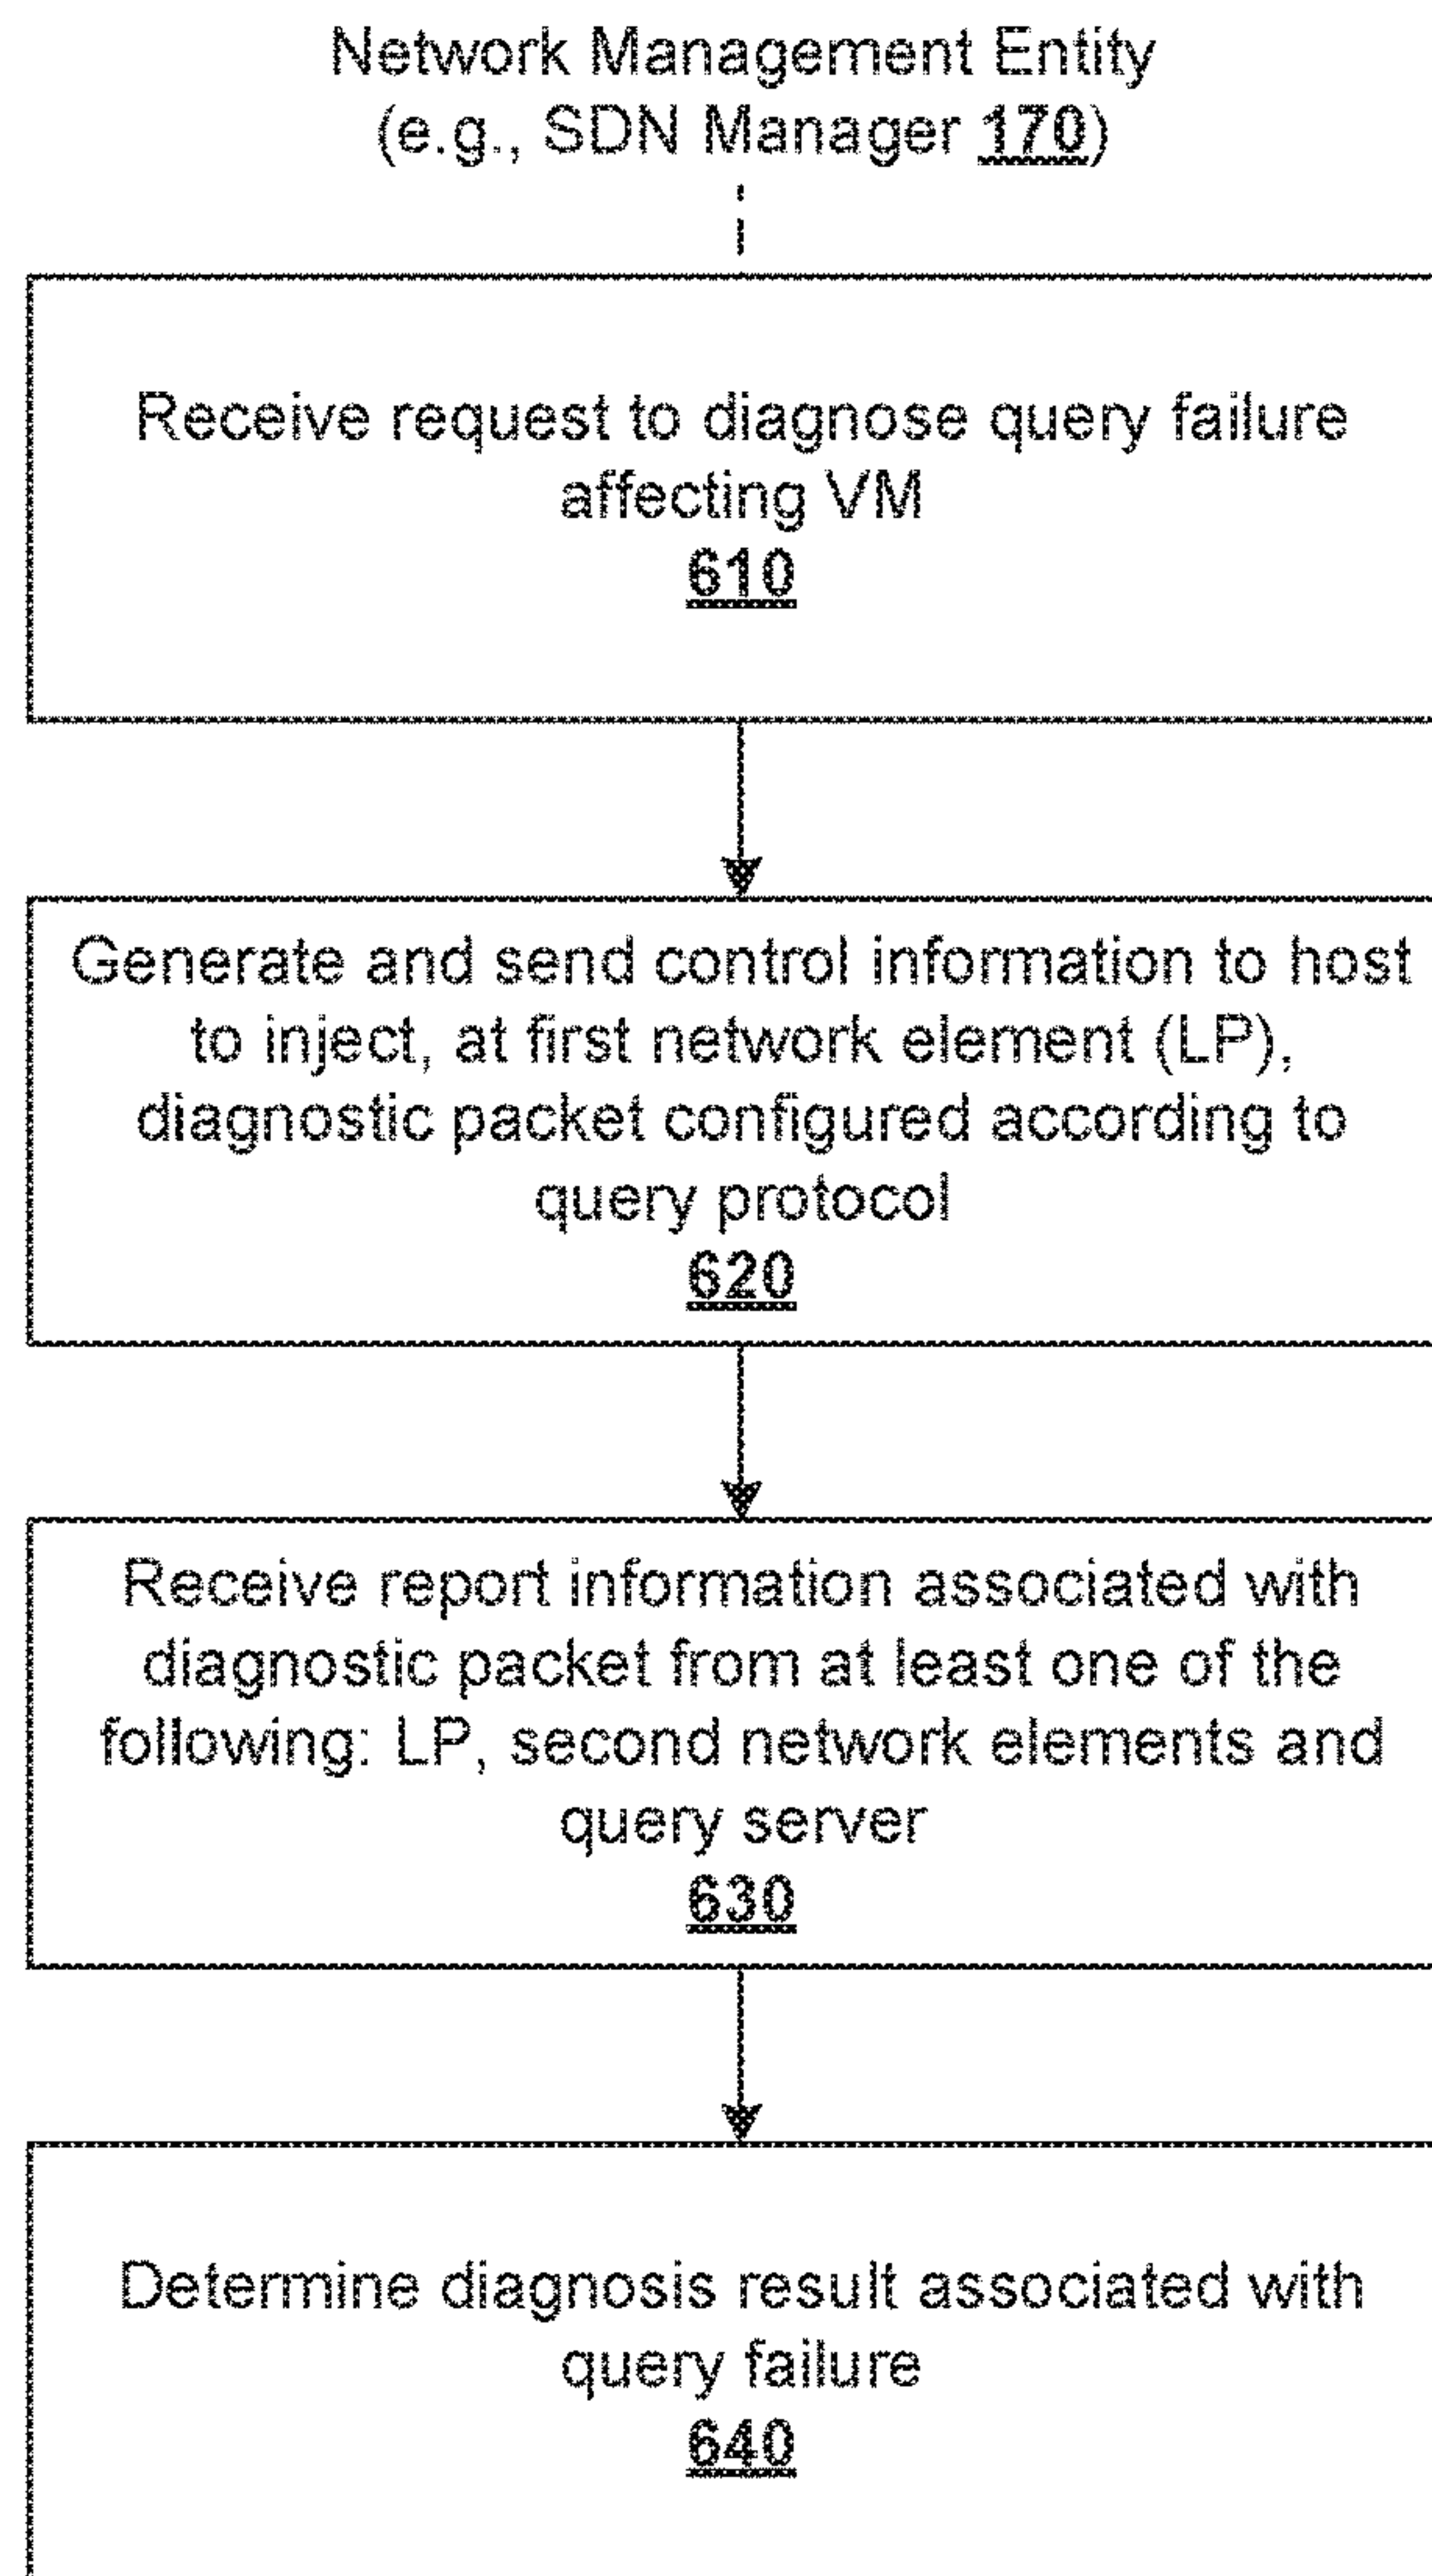 Network Management Entity
(e.g., SDN Manager 170)
Receive request to diagnose query failure
affecting VM
610
Generate and send control information to host
to inject, at first network element (LP),
diagnostic packet configured according to
query protocol
620
Receive report information associated with
diagnostic packet from at least one of the
following: LP, second network elements and
query server
630
Determine diagnosis result associated with
query failure
640